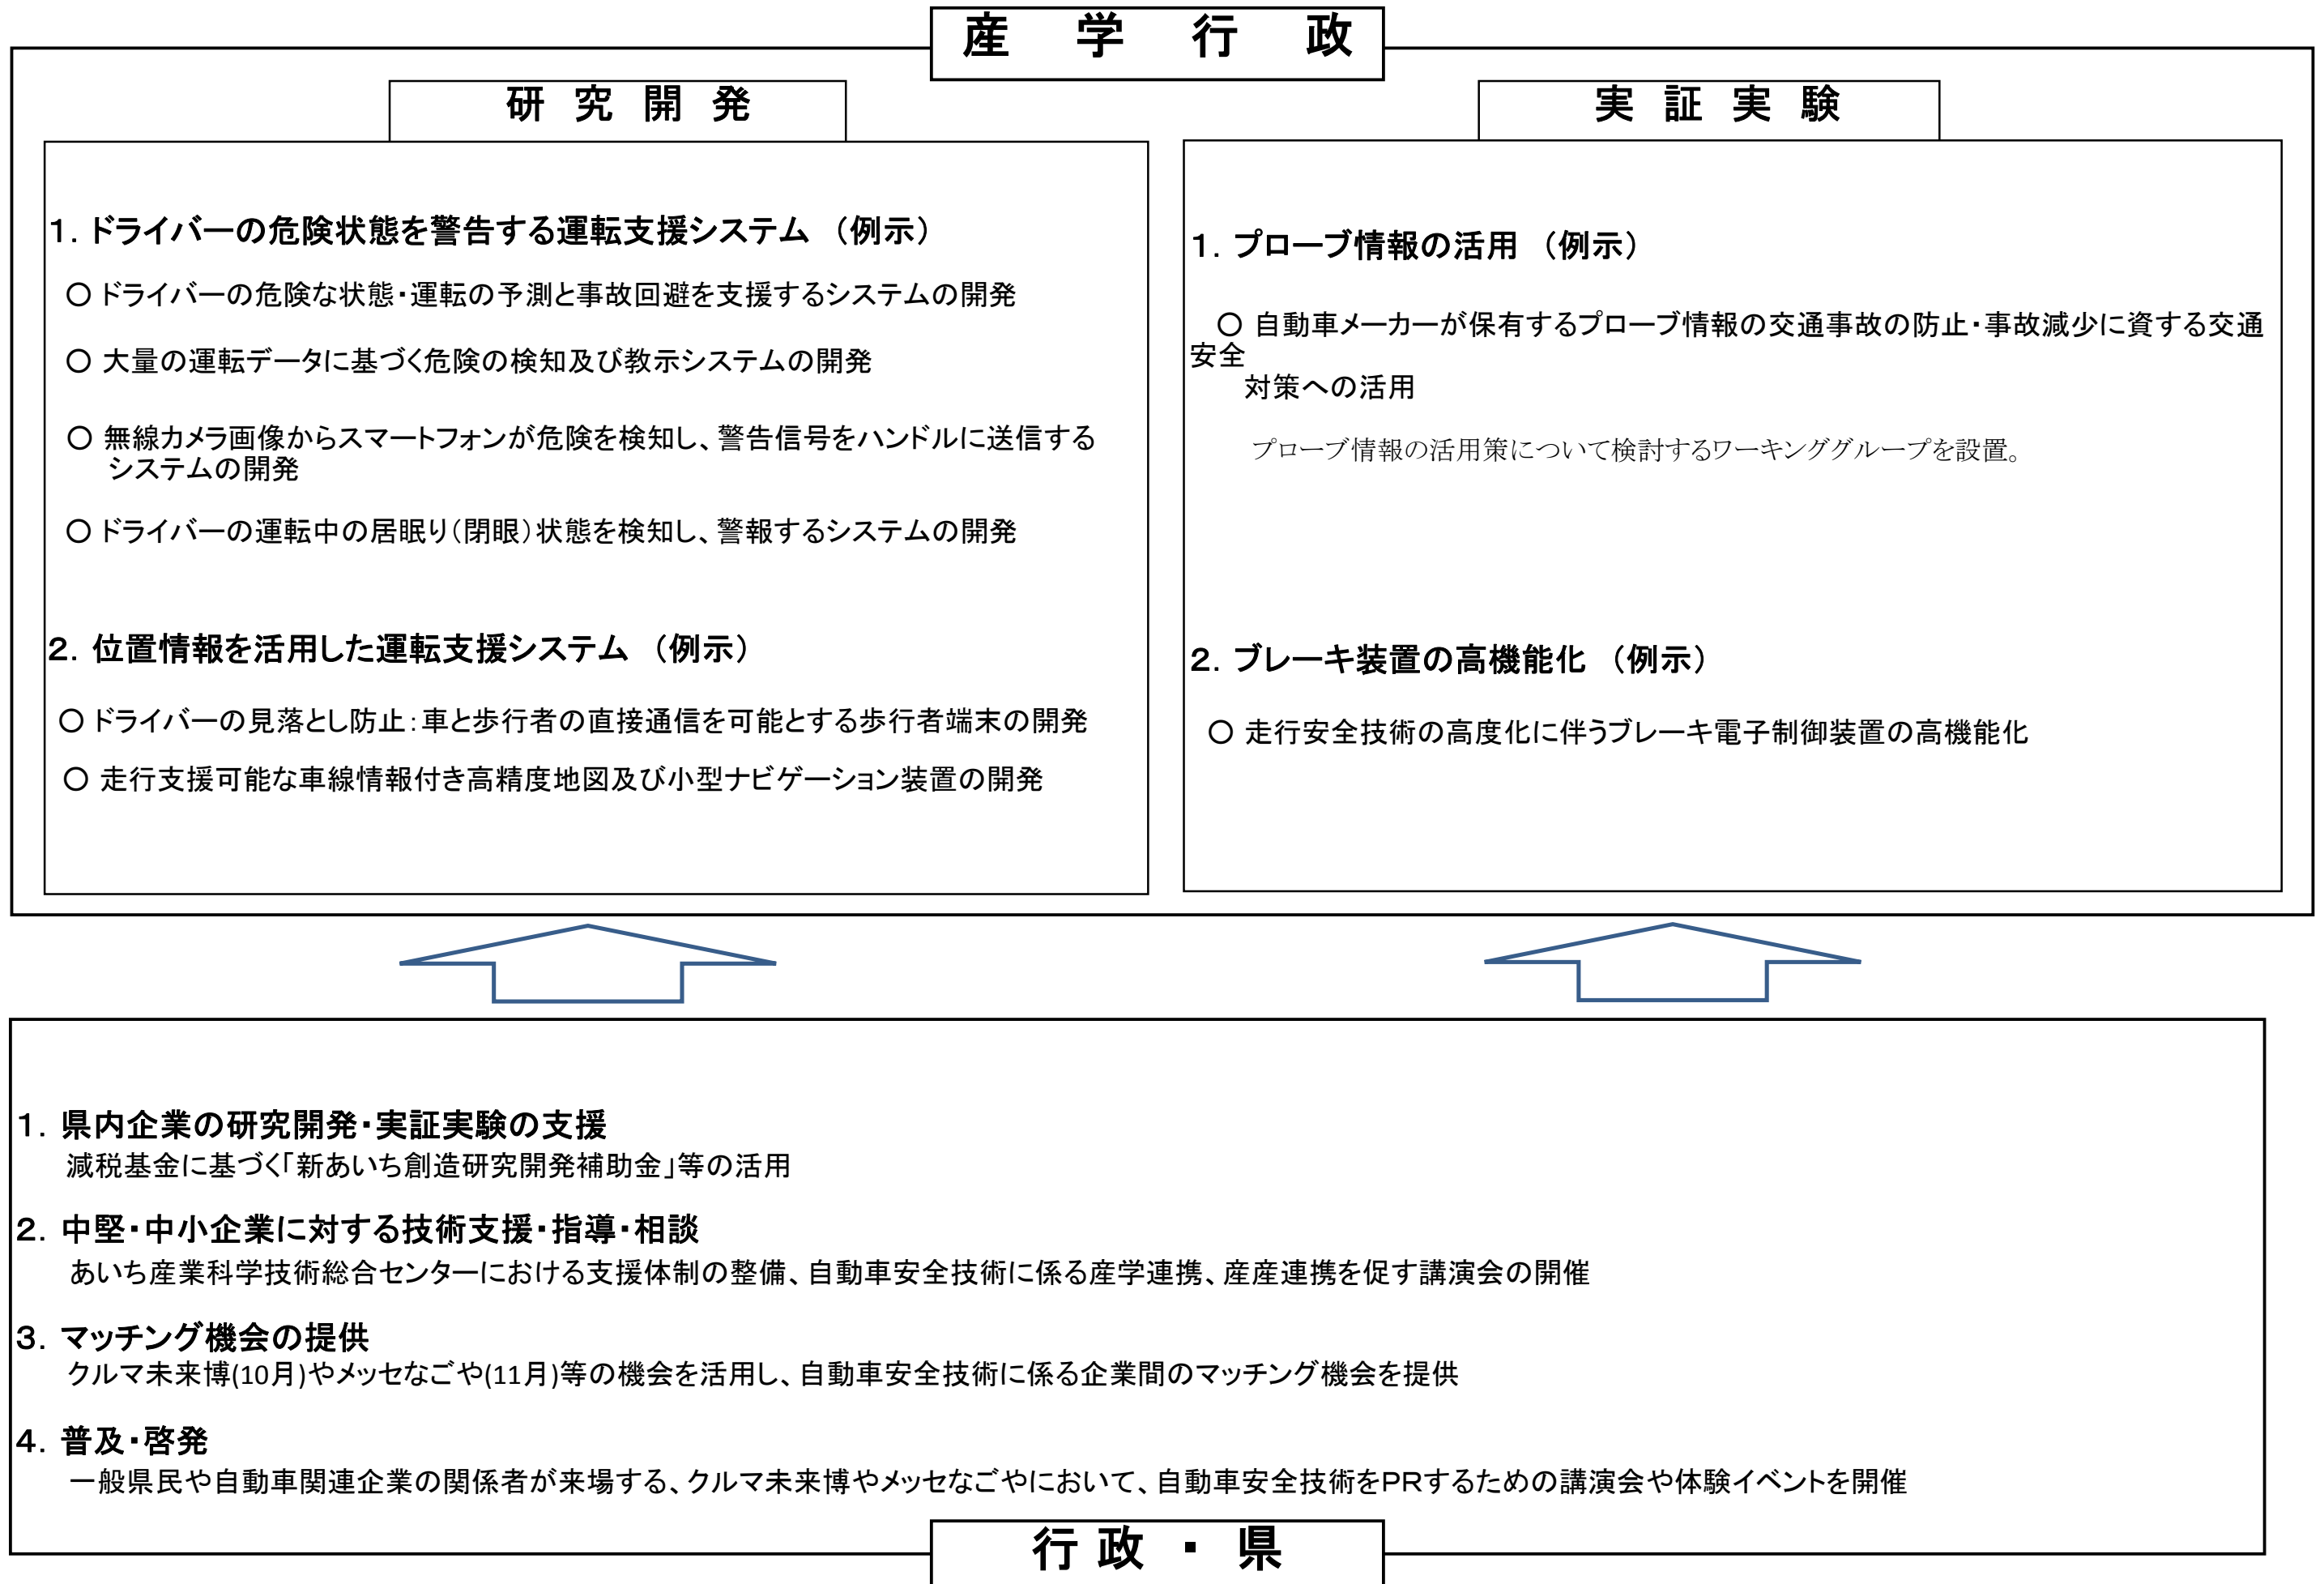 産　学　行　政
研　究　開　発
１．ドライバーの危険状態を警告する運転支援システム　（例示）
○ ドライバーの危険な状態・運転の予測と事故回避を支援するシステムの開発
○ 大量の運転データに基づく危険の検知及び教示システムの開発
○ 無線カメラ画像からスマートフォンが危険を検知し、警告信号をハンドルに送信する
システムの開発
○ ドライバーの運転中の居眠り（閉眼）状態を検知し、警報するシステムの開発
２．位置情報を活用した運転支援システム　（例示）
○ ドライバーの見落とし防止：車と歩行者の直接通信を可能とする歩行者端末の開発
○ 走行支援可能な車線情報付き高精度地図及び小型ナビゲーション装置の開発
実　証　実　験
１．プローブ情報の活用　（例示）
○ 自動車メーカーが保有するプローブ情報の交通事故の防止・事故減少に資する交通
安全
対策への活用
プローブ情報の活用策について検討するワーキンググループを設置。
２．ブレーキ装置の高機能化　（例示）
○ 走行安全技術の高度化に伴うブレーキ電子制御装置の高機能化
１．県内企業の研究開発・実証実験の支援
減税基金に基づく「新あいち創造研究開発補助金」等の活用
２．中堅・中小企業に対する技術支援・指導・相談
あいち産業科学技術総合センターにおける支援体制の整備、自動車安全技術に係る産学連携、産産連携を促す講演会の開催
３．マッチング機会の提供
クルマ未来博(10月)やメッセなごや(11月)等の機会を活用し、自動車安全技術に係る企業間のマッチング機会を提供
４．普及・啓発
一般県民や自動車関連企業の関係者が来場する、クルマ未来博やメッセなごやにおいて、自動車安全技術をＰＲするための講演会や体験イベントを開催
行 政 ・ 県